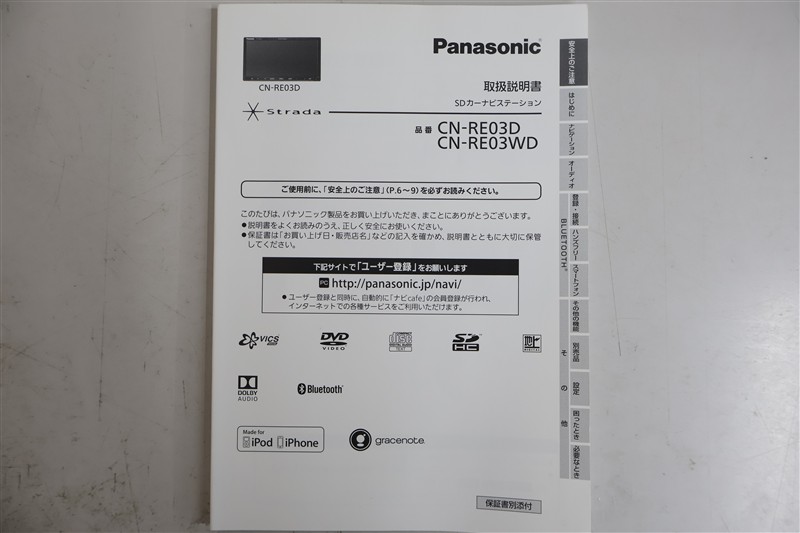 Panasonic
CN-RE03D
取扱説明書
SDカーナビステーション
Strada
品番 CN-RE03D
CN-RE03WD
ご使用前に、「安全上のご注意」(P.6～9)を必ずお読みください。
このたびは、パナソニック製品をお買い上げいただき、まことにありがとうございます。
●説明書をよくお読みのうえ、正しく安全にお使いください。
●保証書は「お買い上げ日・販売店名」などの記入を確かめ、説明書とともに大切に保管
してください。
下記サイトで「ユーザー登録」をお願いします
PC http://panasonic.jp/navi/
●ユーザー登録と同時に、自動的に「ナビcafe」の会員登録が行われ、
インターネットでの各種サービスをご利用いただけます。
VICS
DVD
VIDEO
COMPACT
disc
DIGITAL AUDIO
TEXT
SD
HC
地上
DIGITAL
DOLBY
AUDIO
Bluetooth
Made for
iPod iPhone
gracenote
保証書別添付
安全上のご注意
はじめに
ナビゲーション
オーディオ
BLUETOOTH®
登録・接続
ハンズフリー
スマートフォン
その他の機能
その他
別売品
設定
困ったとき
必要なとき